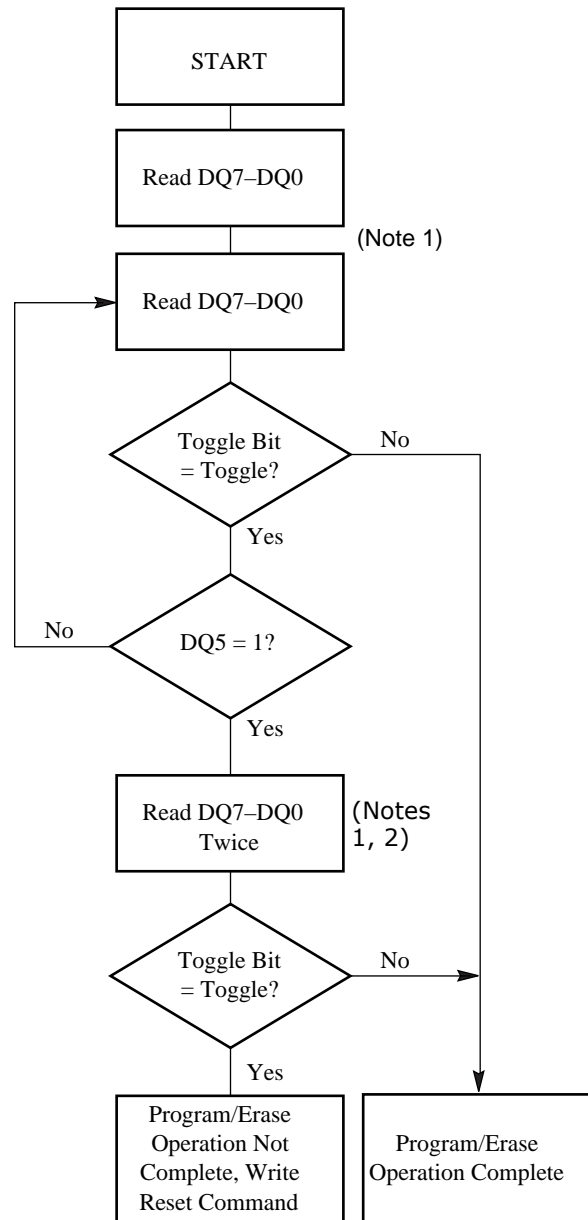 START
Read DQ7–DQ0
(Note 1)
Read DQ7–DQ0
Toggle Bit
= Toggle?
No
Yes
No
DQ5 = 1?
Yes
Read DQ7–DQ0
Twice
(Notes
1, 2)
Toggle Bit
= Toggle?
No
Yes
Program/Erase
Operation Not
Complete, Write
Reset Command
Program/Erase
Operation Complete